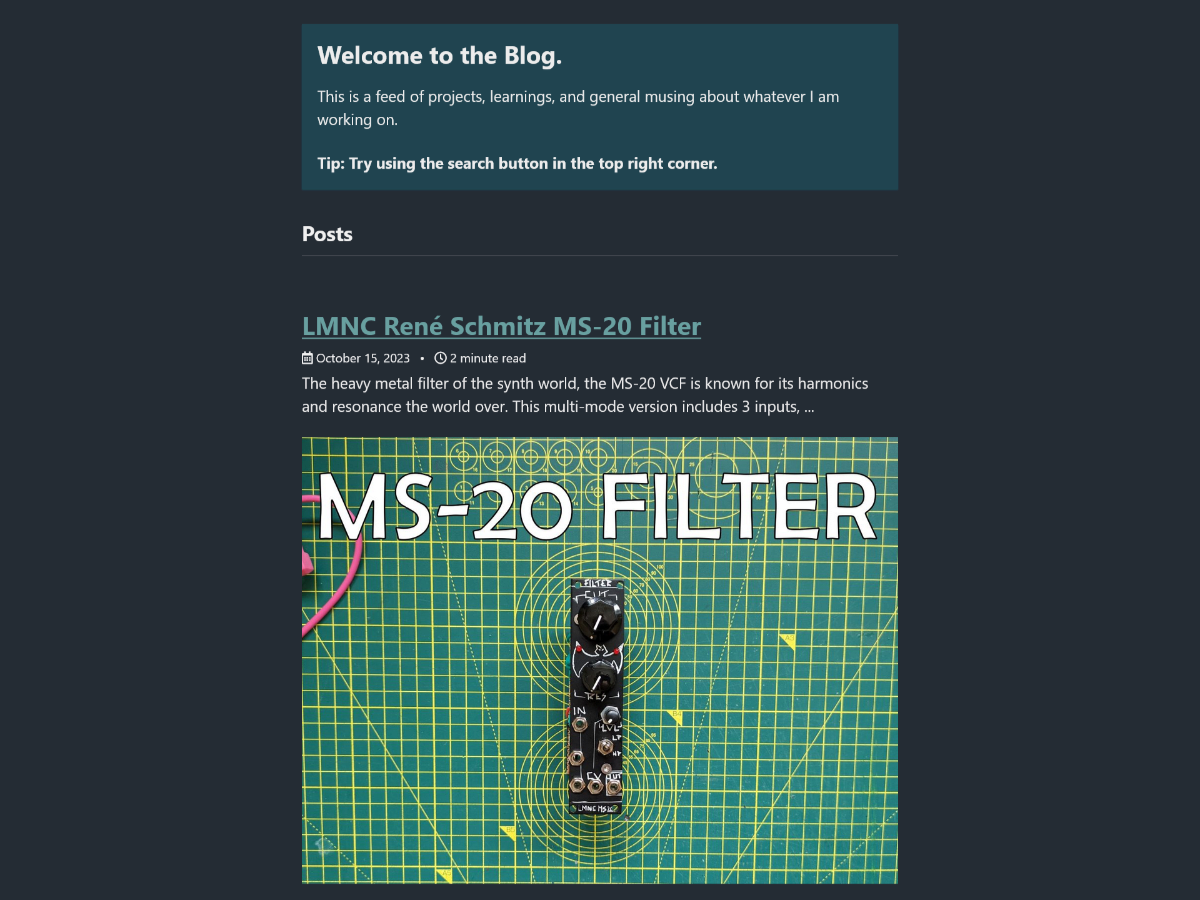 Welcome to the Blog.
This is a feed of projects, learnings, and general musing about whatever I am
working on.
Tip: Try using the search button in the top right corner.
Posts
LMNC René Schmitz MS-20 Filter
October 15, 2023 • 2 minute read
The heavy metal filter of the synth world, the MS-20 VCF is known for its harmonics
and resonance the world over. This multi-mode version includes 3 inputs, ...
MS-20 FILTER
FILTER
CUT
RES
IN
LVL
LP
HP
CV
OUT